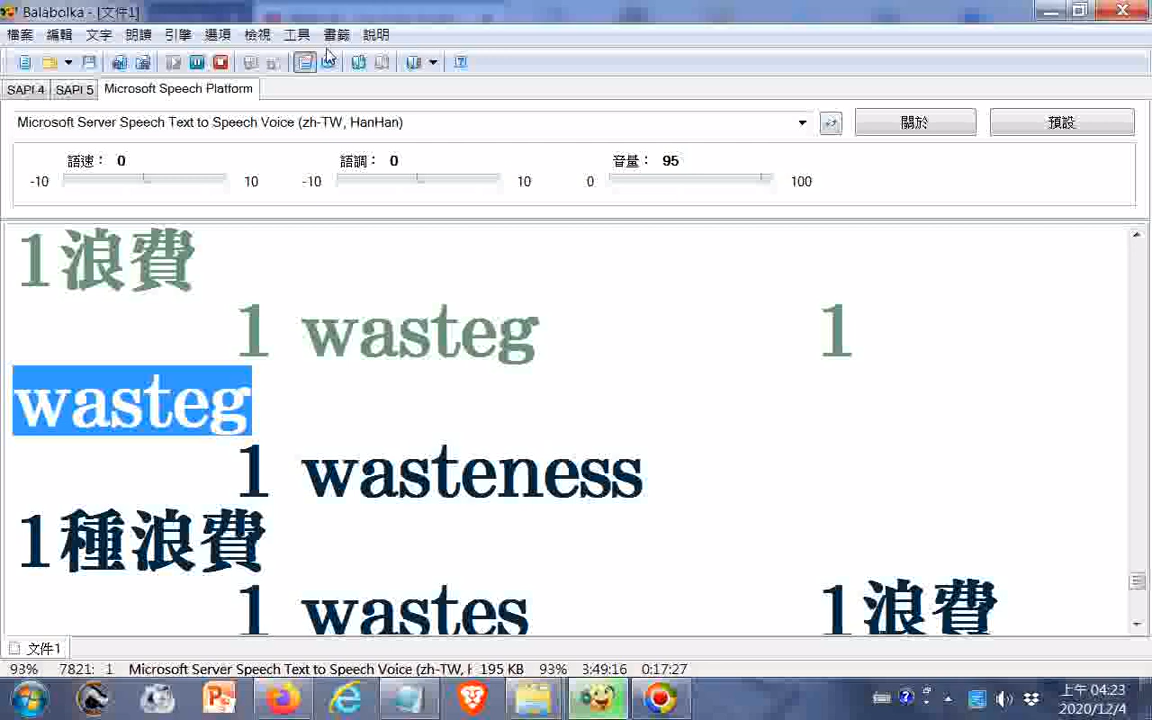 Balabolka - [文件1]
檔案 編輯 文字 朗讀 引擎 選項 檢視 工具 書籤 說明
SAPI 4 SAPI 5 Microsoft Speech Platform
Microsoft Server Speech Text to Speech Voice (zh-TW, HanHan) 關於 預設
語速： 0 語調： 0 音量： 95
-10 10 -10 10 0 100
1浪費
1 wasteg 1
wasteg
1 wasteness
1種浪費
1 wastes 1浪費
文件1
93% 7821: 1 Microsoft Server Speech Text to Speech Voice (zh-TW, 195 KB 93% 3:49:16 0:17:27
上午 04:23
2020/12/4